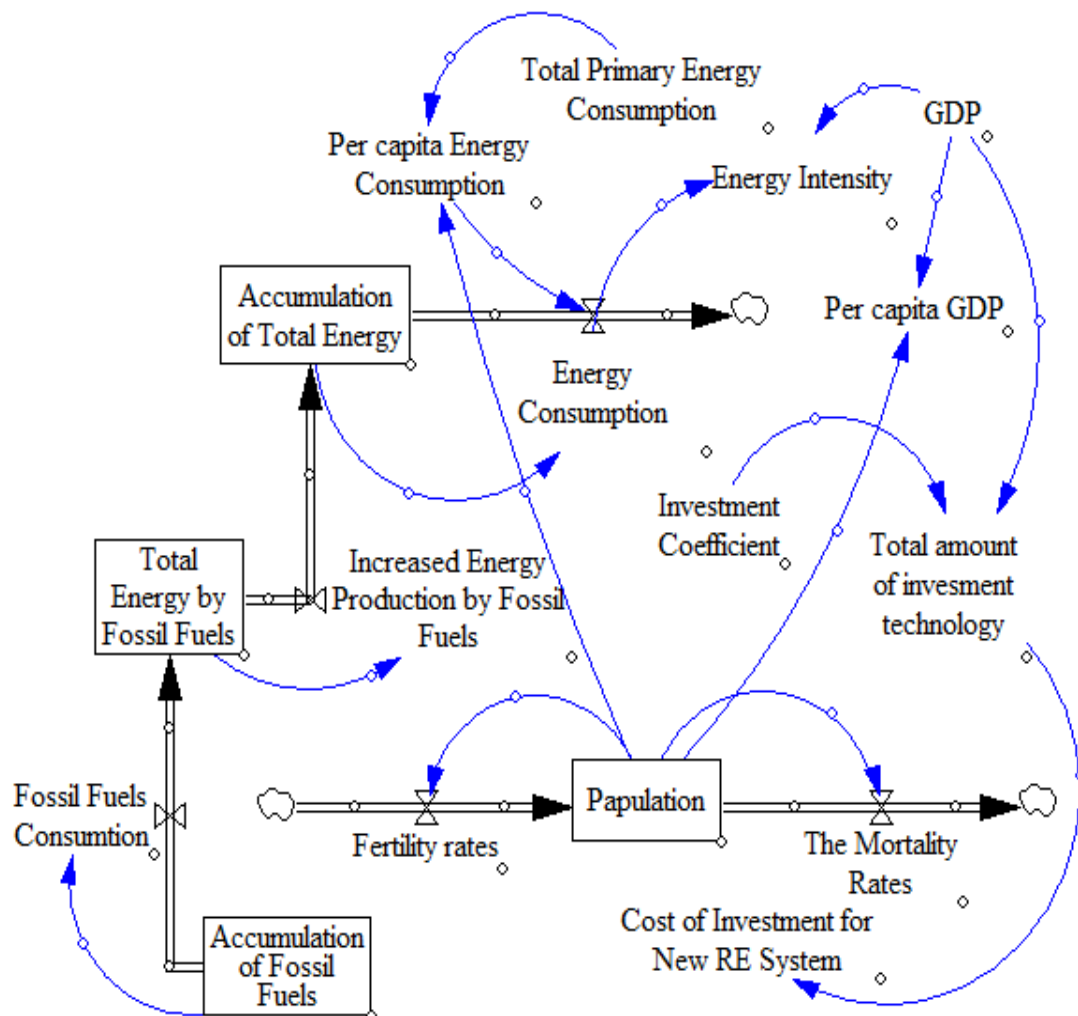 Total Primary Energy
Consumption
GDP
Per capita Energy
Consumption
Energy Intensity
Accumulation
of Total Energy
Per capita GDP
Energy
Consumption
Investment
Coefficient
Total amount
of invesment
technology
Total
Energy by
Fossil Fuels
Increased Energy
Production by Fossil
Fuels
Fossil Fuels
Consumtion
Papulation
Fertility rates
The Mortality
Rates
Cost of Investment for
New RE System
Accumulation
of Fossil
Fuels